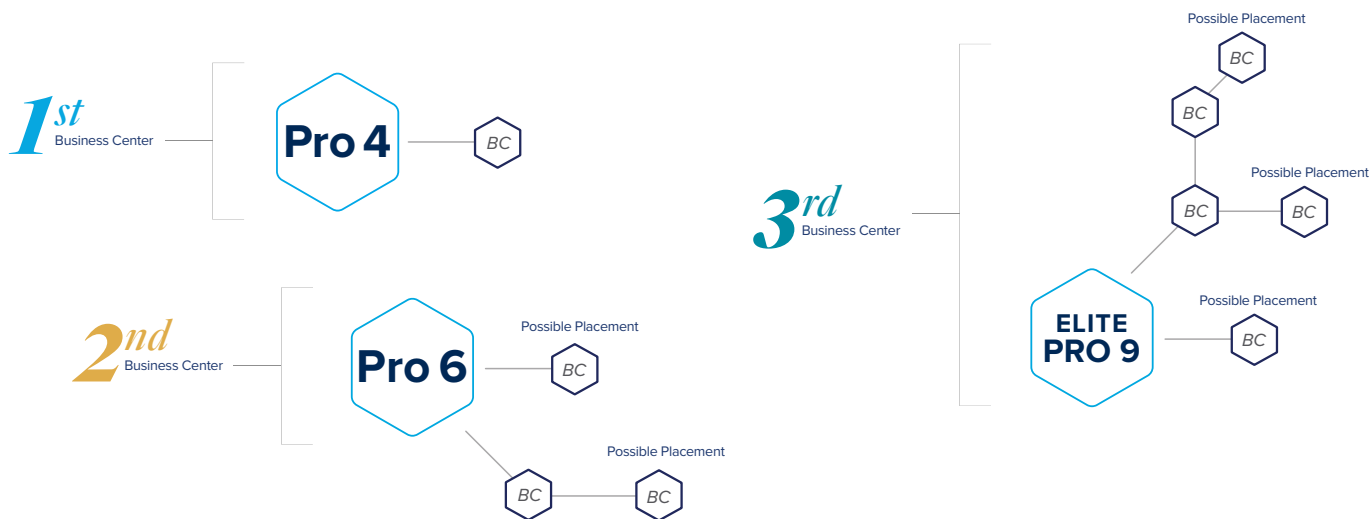 1st
Business Center
Pro 4
BC
2nd
Business Center
Pro 6
Possible Placement
BC
BC
Possible Placement
BC
3rd
Business Center
Possible Placement
BC
BC
BC
Possible Placement
BC
ELITE
PRO 9
Possible Placement
BC